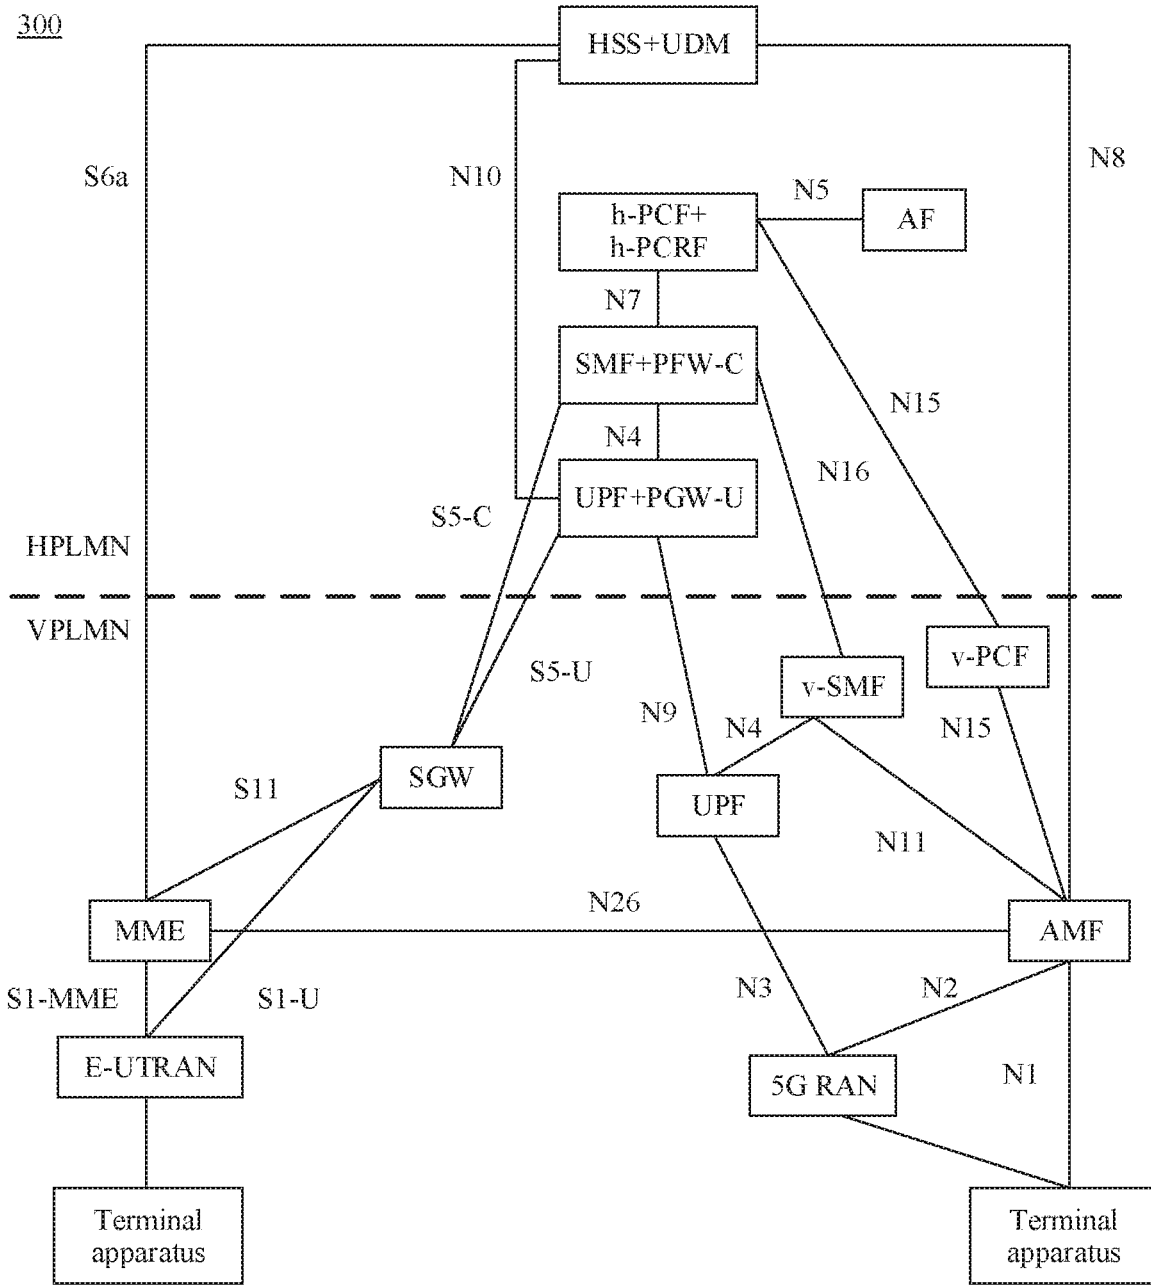 300
HSS+UDM
S6a
N10
N8
N5
h-PCF+
h-PCRF
AF
N7
SMF+PFW-C
N15
N4
N16
UPF+PGW-U
S5-C
HPLMN
VPLMN
v-PCF
S5-U
v-SMF
N9
N4
N15
SGW
S11
UPF
N11
N26
MME
AMF
S1-MME
S1-U
N3
N2
E-UTRAN
5G RAN
N1
Terminal
apparatus
Terminal
apparatus